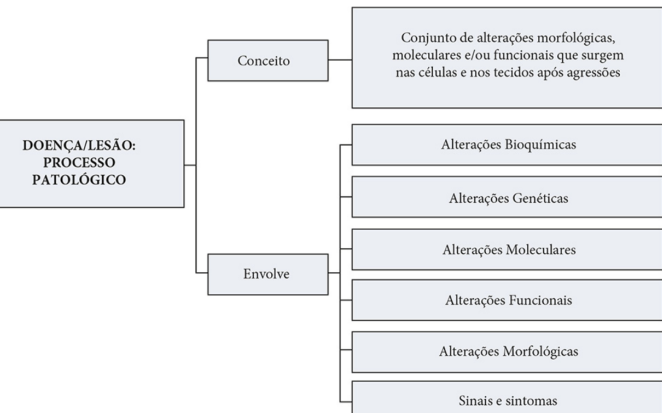 DOENÇA/LESÃO:
PROCESSO
PATOLÓGICO
Conceito
Conjunto de alterações morfológicas,
moleculares e/ou funcionais que surgem
nas células e nos tecidos após agressões
Envolve
Alterações Bioquímicas
Alterações Genéticas
Alterações Moleculares
Alterações Funcionais
Alterações Morfológicas
Sinais e sintomas